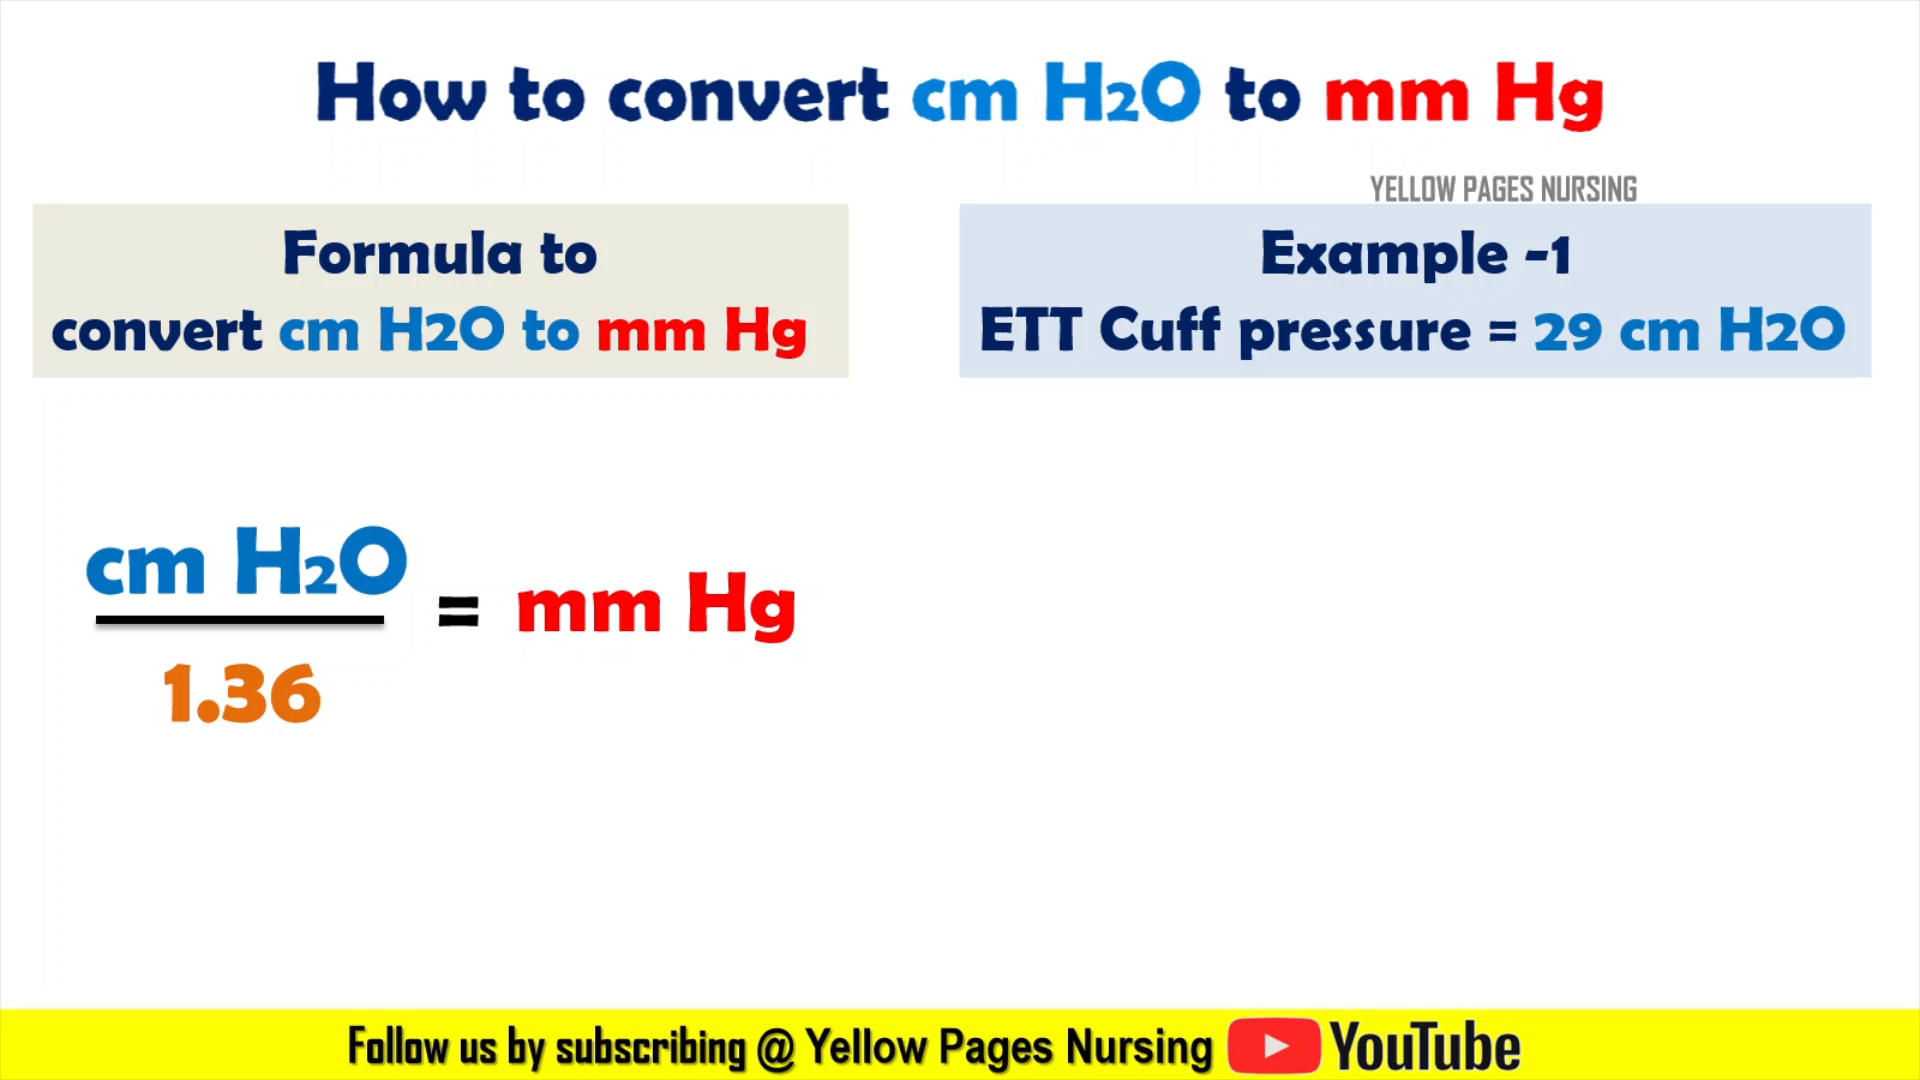 How to convert cm H2O to mm Hg
YELLOW PAGES NURSING
Formula to
convert cm H2O to mm Hg
Example -1
ETT Cuff pressure = 29 cm H2O
cm H2O
= mm Hg
1.36
Follow us by subscribing @ Yellow Pages Nursing YouTube